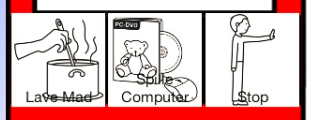 PC-DVD
Lave Mad
Spille
Computer
Stop